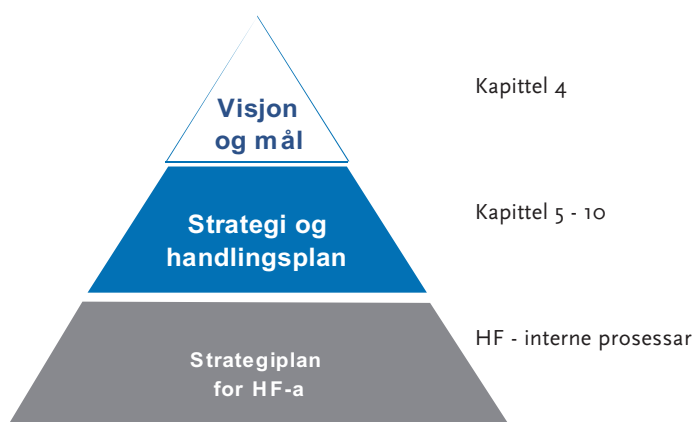 Visjon
og mål
Kapittel 4
Strategi og
handlingsplan
Kapittel 5 - 10
Strategiplan
for HF-a
HF - interne prosessar